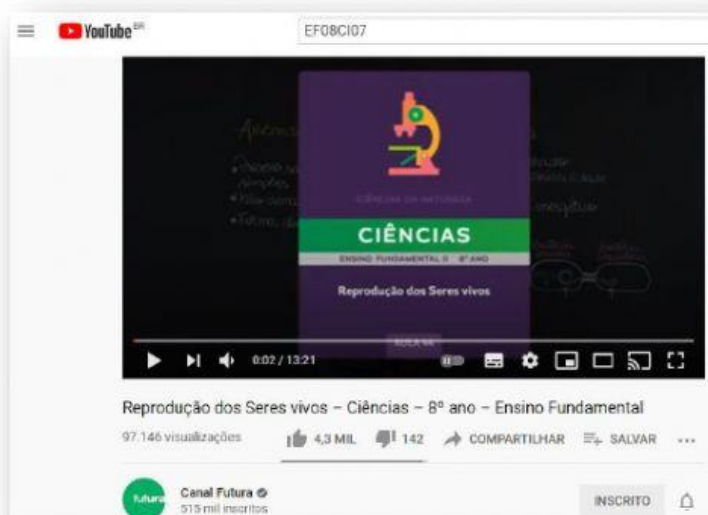 YouTube BR
EF08CI07
CIÊNCIAS DA NATUREZA
CIÊNCIAS
ENSINO FUNDAMENTAL II 8º ANO
Reprodução dos Seres vivos
0:02 / 13:21
Reprodução dos Seres vivos – Ciências – 8º ano – Ensino Fundamental
97.146 visualizações 4,3 MIL 142 COMPARTILHAR SALVAR
futura
Canal Futura
515 mil inscritos
INSCRITO